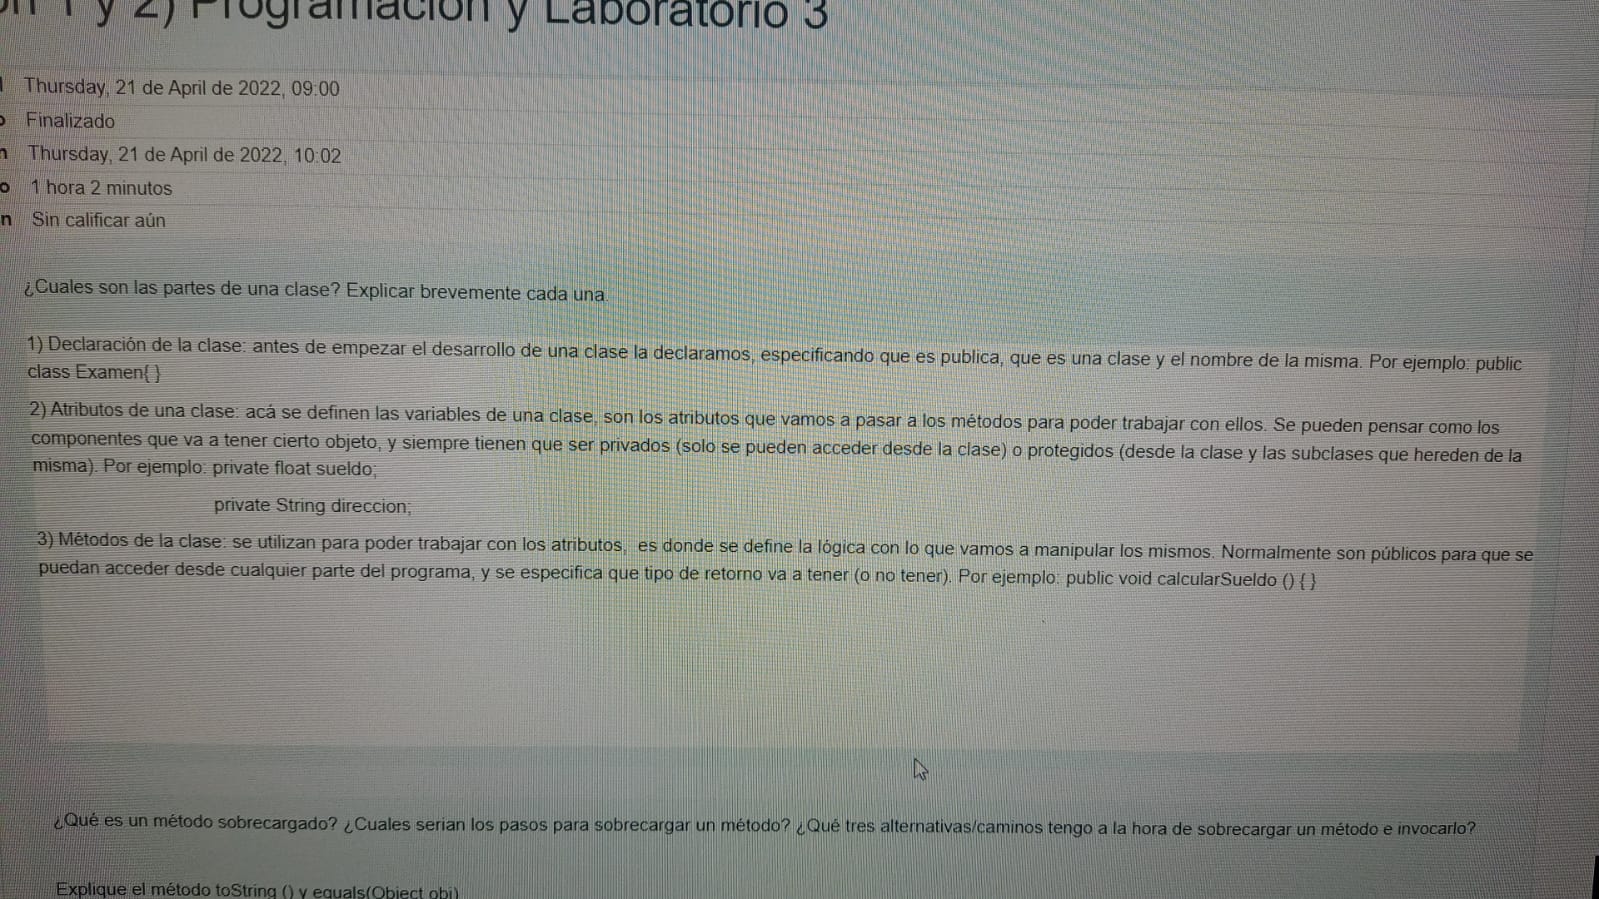 y 2) Programación y Laboratorio 3
Thursday, 21 de April de 2022, 09:00
Finalizado
Thursday, 21 de April de 2022, 10:02
o 1 hora 2 minutos
n Sin calificar aún
¿Cuales son las partes de una clase? Explicar brevemente cada una.
1) Declaración de la clase: antes de empezar el desarrollo de una clase la declaramos, especificando que es publica, que es una clase y el nombre de la misma. Por ejemplo: public
class Examen{ }
2) Atributos de una clase: acá se definen las variables de una clase, son los atributos que vamos a pasar a los métodos para poder trabajar con ellos. Se pueden pensar como los
componentes que va a tener cierto objeto, y siempre tienen que ser privados (solo se pueden acceder desde la clase) o protegidos (desde la clase y las subclases que hereden de la
misma). Por ejemplo: private float sueldo;
private String direccion;
3) Métodos de la clase: se utilizan para poder trabajar con los atributos, es donde se define la lógica con lo que vamos a manipular los mismos. Normalmente son públicos para que se
puedan acceder desde cualquier parte del programa, y se especifica que tipo de retorno va a tener (o no tener). Por ejemplo: public void calcularSueldo () { }
¿Qué es un método sobrecargado? ¿Cuales serian los pasos para sobrecargar un método? ¿Qué tres alternativas/caminos tengo a la hora de sobrecargar un método e invocarlo?
Explique el método toString () y equals(Object obj)